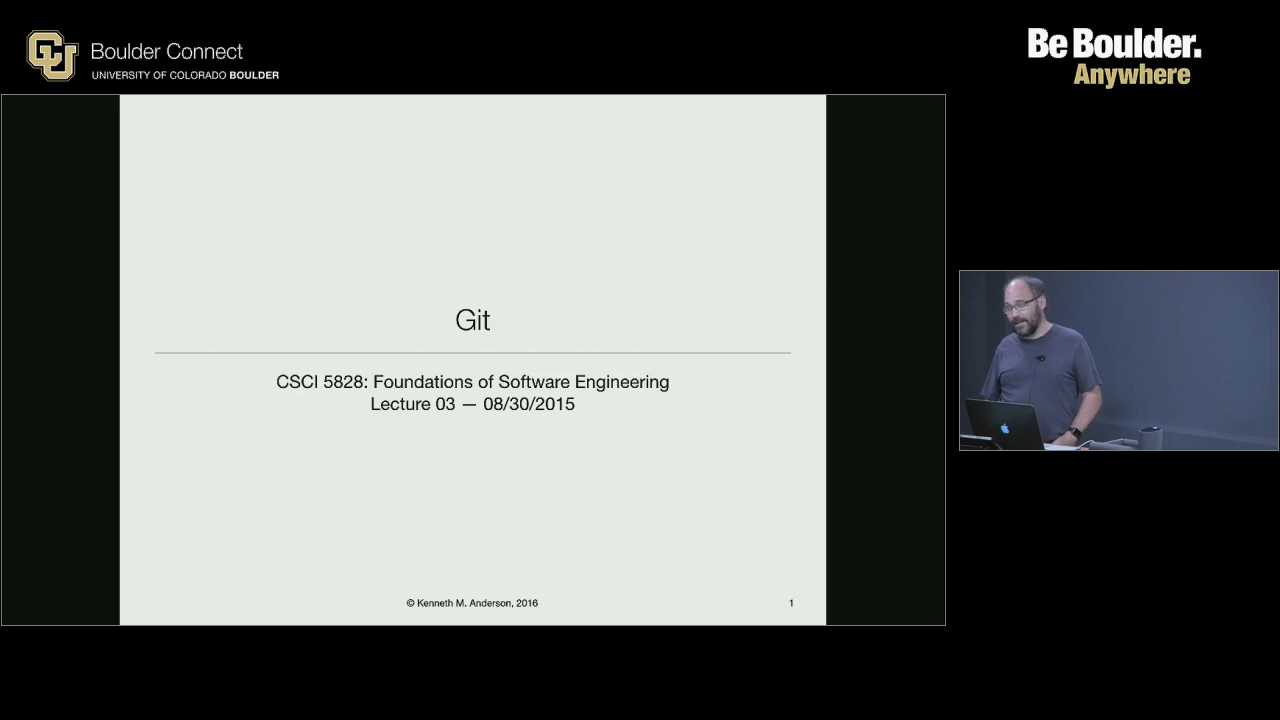 CU
Boulder Connect
UNIVERSITY OF COLORADO BOULDER
Be Boulder.
Anywhere
Git
CSCI 5828: Foundations of Software Engineering
Lecture 03 — 08/30/2015
© Kenneth M. Anderson, 2016
1